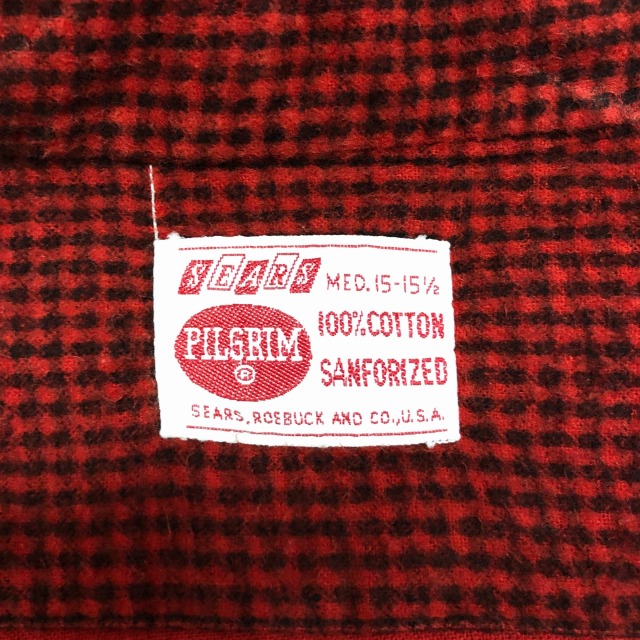 SEARS MED. 15-15½
PILGRIM
®
100% COTTON
SANFORIZED
SEARS, ROEBUCK AND CO., U.S.A.